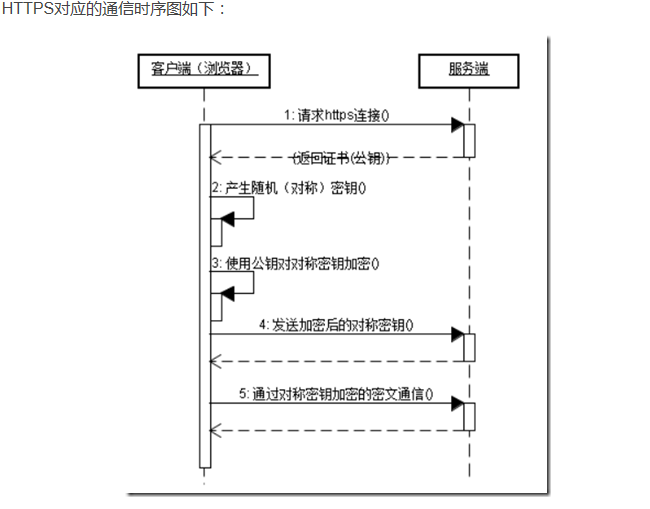 HTTPS对应的通信时序图如下：
客户端（浏览器）
服务端
1: 请求https连接()
(返回证书(公钥))
2: 产生随机（对称）密钥()
3: 使用公钥对对称密钥加密()
4: 发送加密后的对称密钥()
5: 通过对称密钥加密的密文通信()